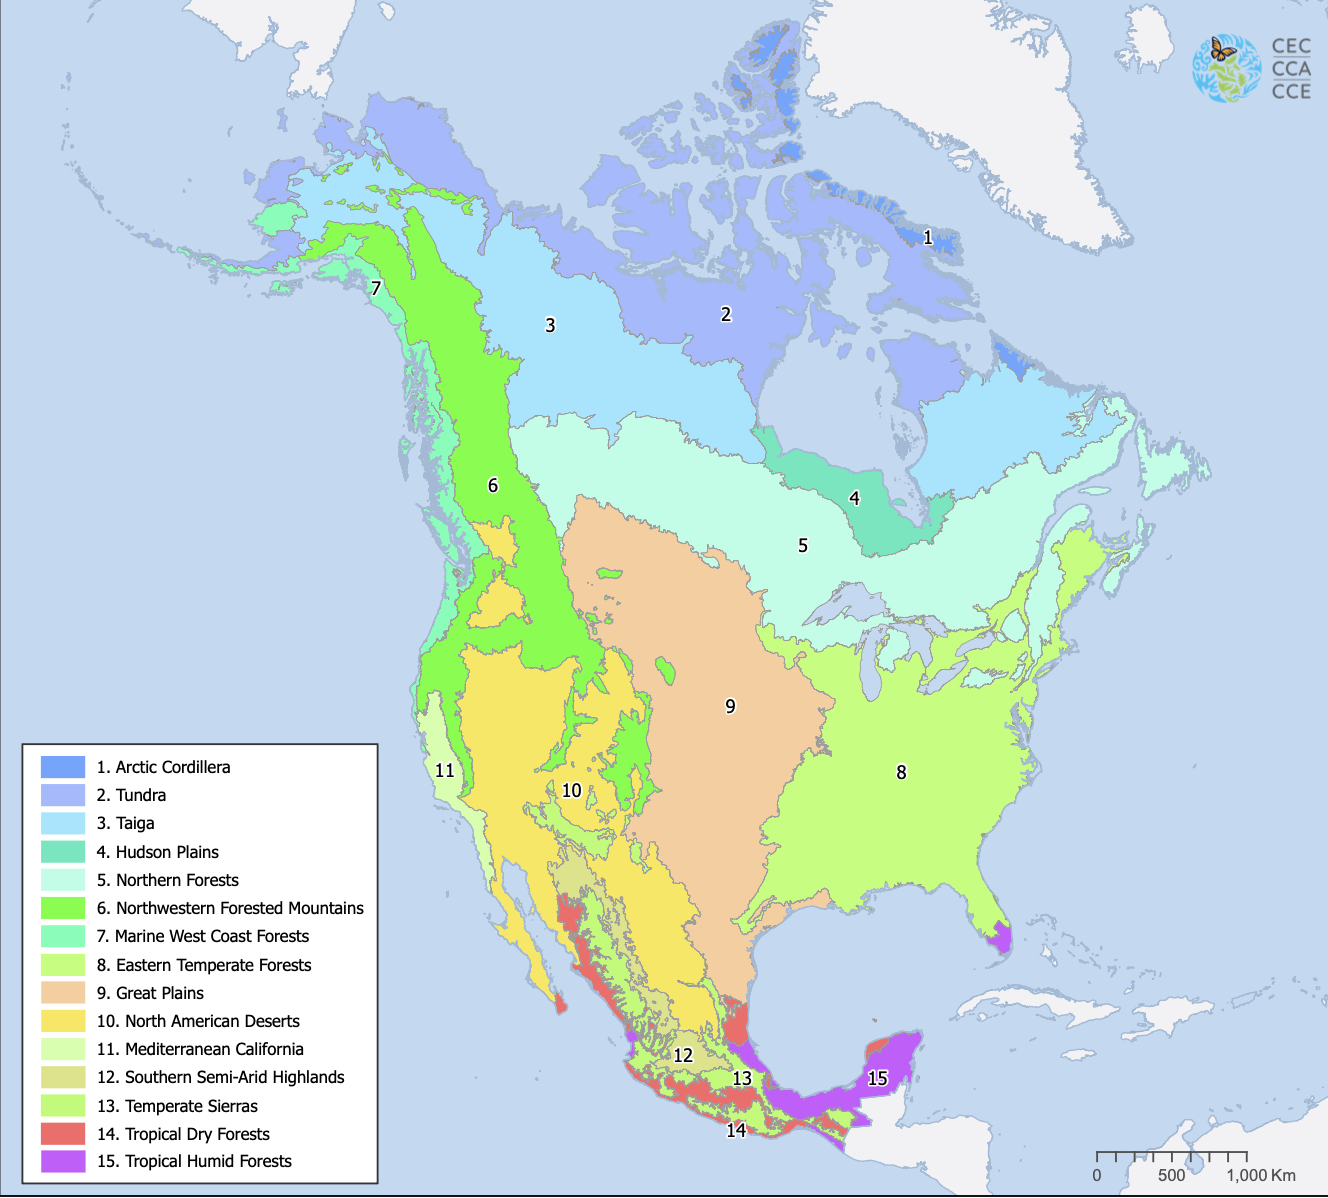 CEC
CCA
CCE
1
2
3
7
6
4
5
9
8
11
10
12
13
15
14
1. Arctic Cordillera
2. Tundra
3. Taiga
4. Hudson Plains
5. Northern Forests
6. Northwestern Forested Mountains
7. Marine West Coast Forests
8. Eastern Temperate Forests
9. Great Plains
10. North American Deserts
11. Mediterranean California
12. Southern Semi-Arid Highlands
13. Temperate Sierras
14. Tropical Dry Forests
15. Tropical Humid Forests
0 500 1,000 Km